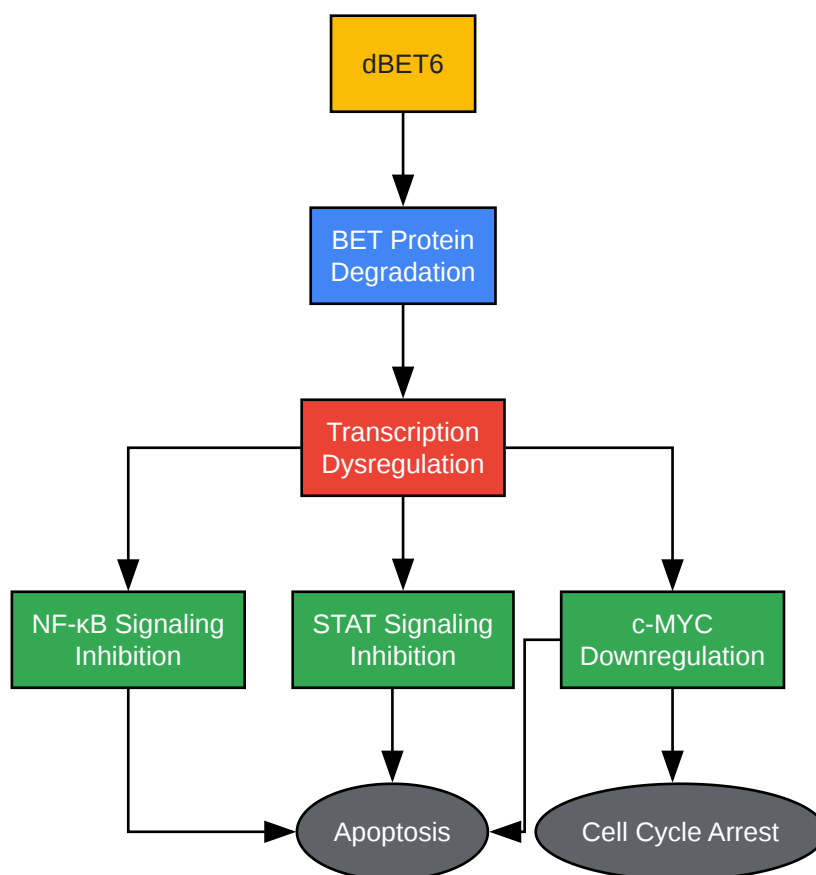 dBET6
BET Protein
Degradation
Transcription
Dysregulation
NF-κB Signaling
Inhibition
STAT Signaling
Inhibition
c-MYC
Downregulation
Apoptosis
Cell Cycle Arrest